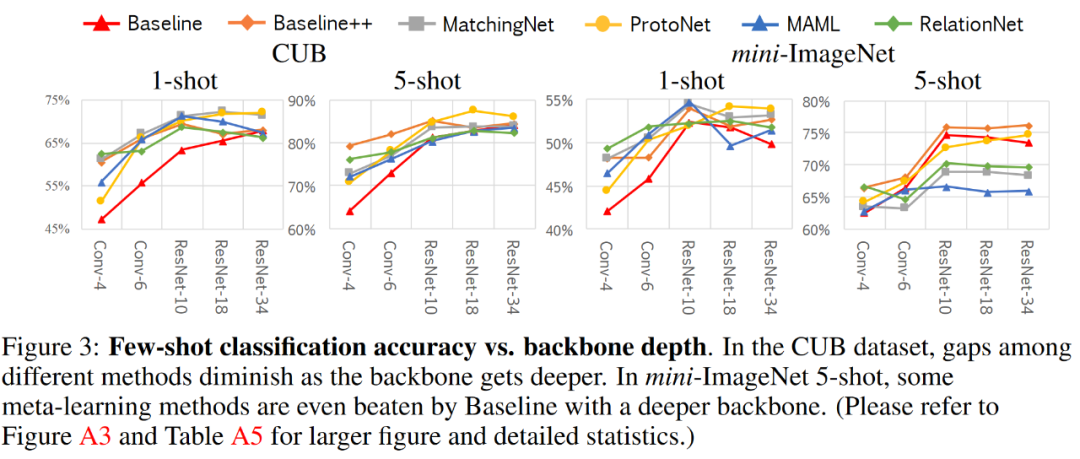 Baseline Baseline++ MatchingNet ProtoNet MAML RelationNet
CUB
mini-ImageNet
1-shot
5-shot
1-shot
5-shot
75%
65%
55%
45%
Conv-4
Conv-6
ResNet-10
ResNet-18
ResNet-34
90%
80%
70%
60%
Conv-4
Conv-6
ResNet-10
ResNet-18
ResNet-34
55%
50%
45%
40%
Conv-4
Conv-6
ResNet-10
ResNet-18
ResNet-34
80%
75%
70%
65%
60%
Conv-4
Conv-6
ResNet-10
ResNet-18
ResNet-34
Figure 3: Few-shot classification accuracy vs. backbone depth. In the CUB dataset, gaps among
different methods diminish as the backbone gets deeper. In mini-ImageNet 5-shot, some
meta-learning methods are even beaten by Baseline with a deeper backbone. (Please refer to
Figure A3 and Table A5 for larger figure and detailed statistics.)